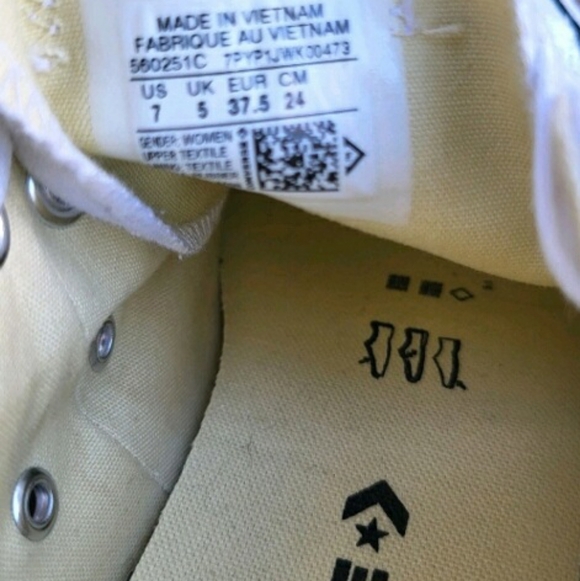 MADE IN VIETNAM
FABRIQUE AU VIETNAM
560251C 7PYP1JWK00473
US UK EUR CM
7 5 37.5 24
GENDER: WOMEN
UPPER: TEXTILE